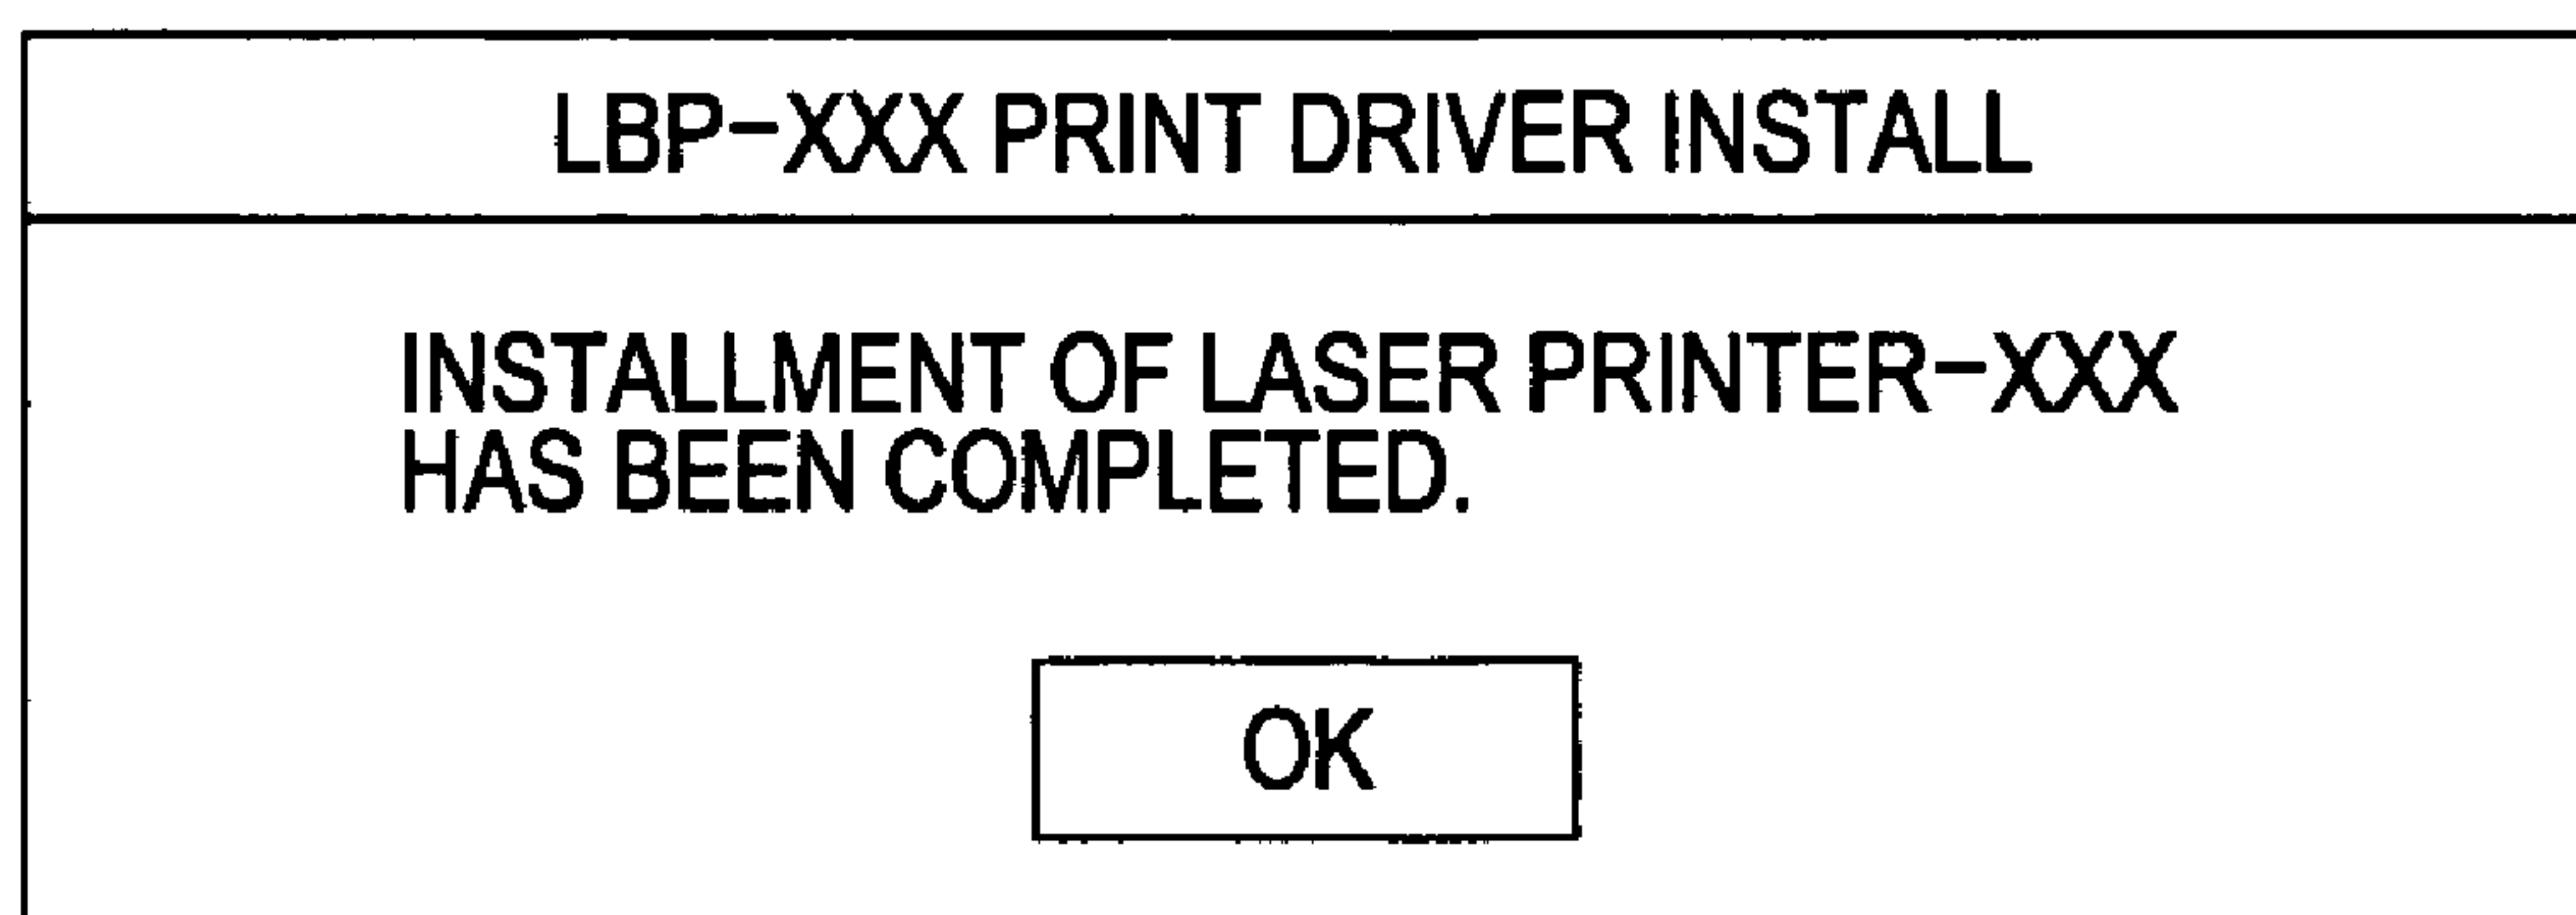 LBP-XXX PRINT DRIVER INSTALL
INSTALLMENT OF LASER PRINTER-XXX
HAS BEEN COMPLETED.
OK